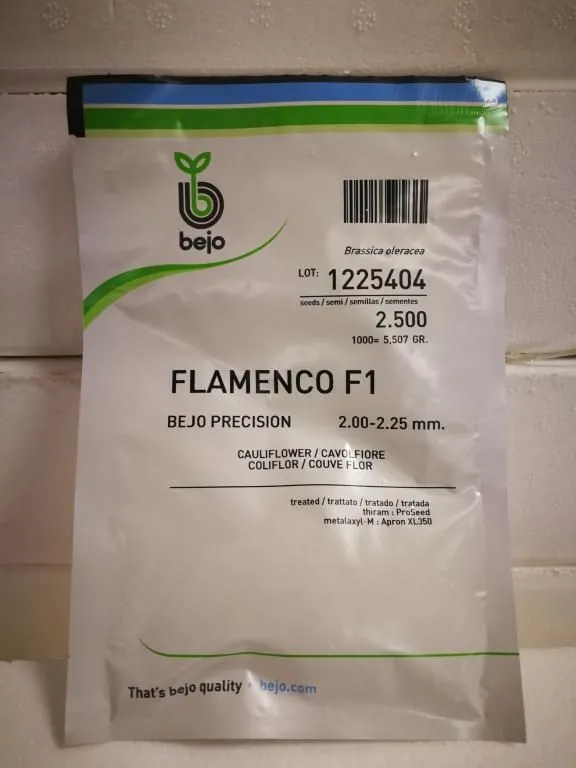 bejo
Brassica oleracea
LOT: 1225404
seeds / semi / semillas / sementes
2.500
1000= 5,507 GR.
FLAMENCO F1
BEJO PRECISION 2.00-2.25 mm.
CAULIFLOWER / CAVOLFIORE
COLIFLOR / COUVE FLOR
treated / trattato / tratado / tratada
thiram : ProSeed
metalaxyl-M : Apron XL350
That's bejo quality • bejo.com